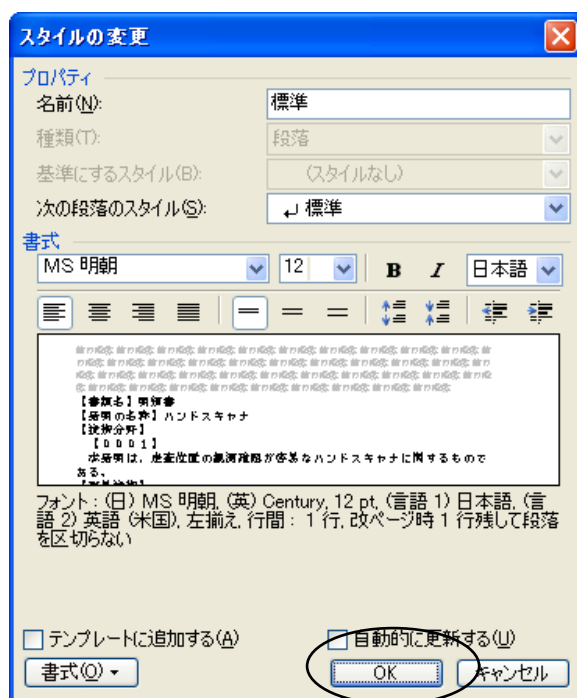 スタイルの変更
プロパティ
名前(N): 標準
種類(T): 段落
基準にするスタイル(B): (スタイルなし)
次の段落のスタイル(S): ↵ 標準
書式
MS 明朝 12 B I 日本語
【書類名】明細書
【発明の名称】ハンドスキャナ
【技術分野】
【０００１】
本発明は、走査位置の観測確認が容易なハンドスキャナに関するもので
ある。
フォント : (日) MS 明朝, (英) Century, 12 pt, (言語 1) 日本語, (言
語 2) 英語 (米国), 左揃え, 行間 : 1 行, 改ページ時 1 行残して段落
を区切らない
テンプレートに追加する(A) 自動的に更新する(U)
書式(O) OK キャンセル